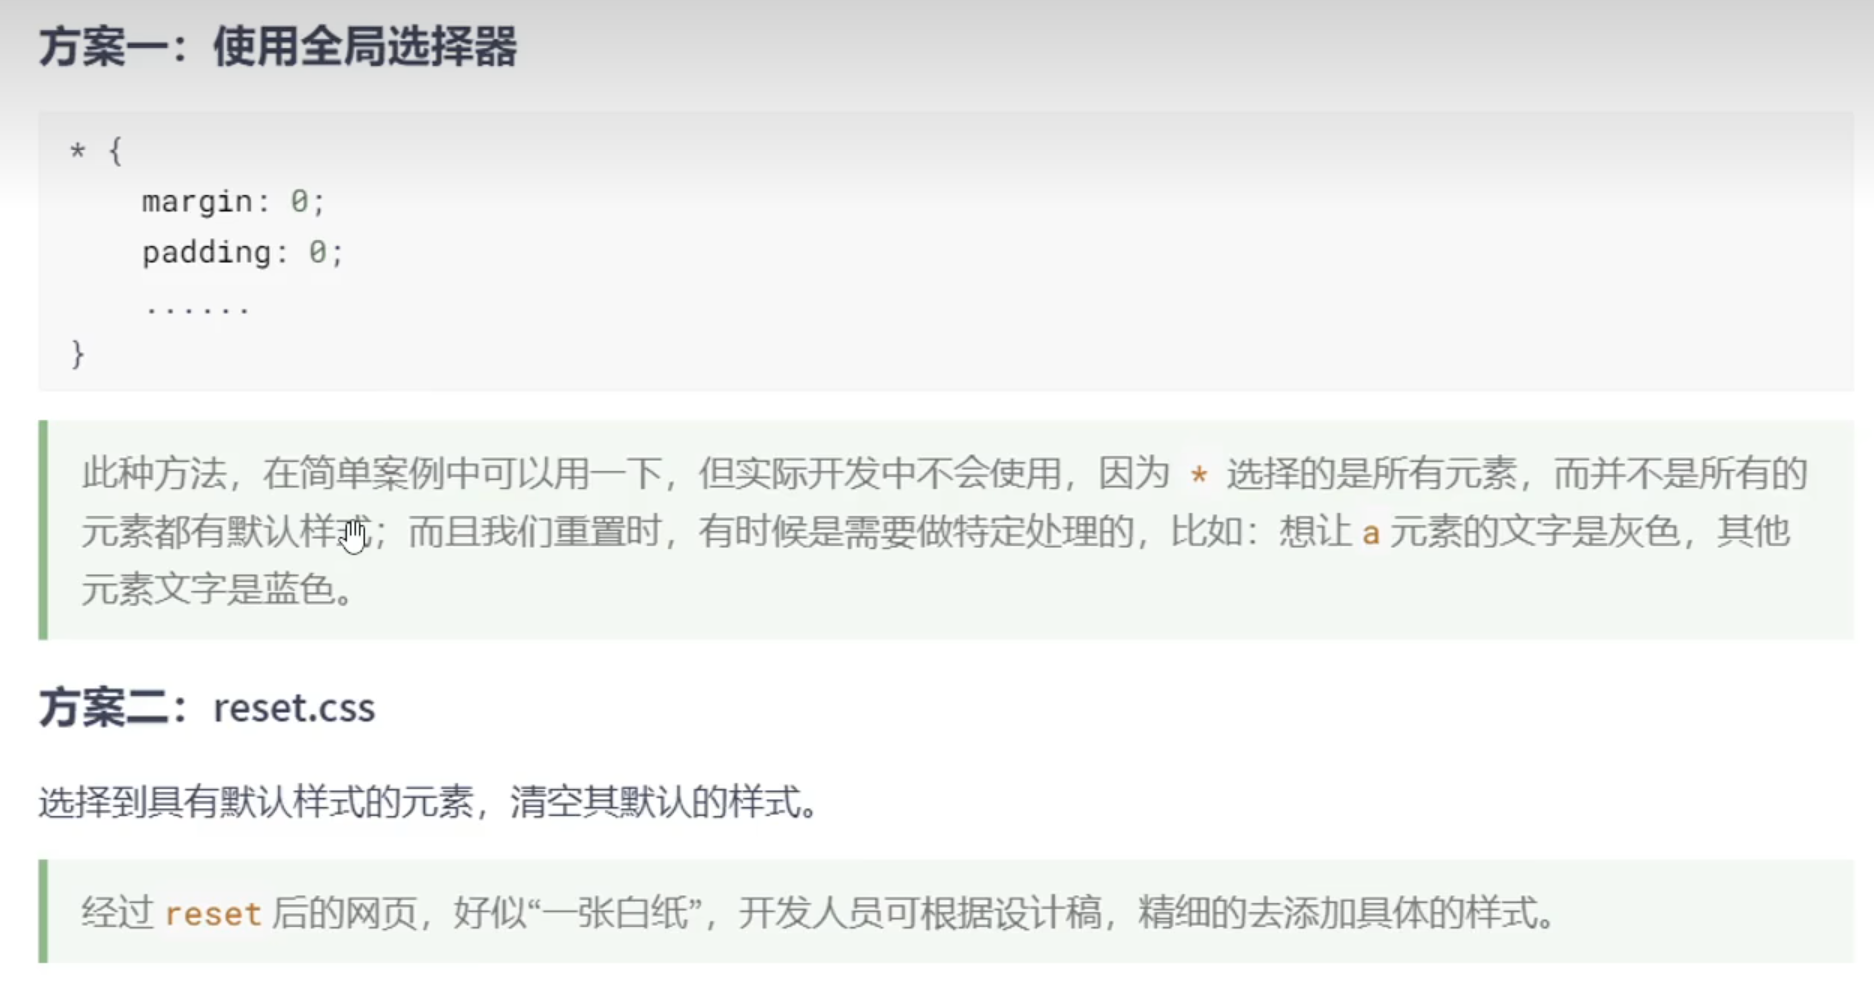 方案一：使用全局选择器
* {
margin: 0;
padding: 0;
......
}
此种方法，在简单案例中可以用一下，但实际开发中不会使用，因为 * 选择的是所有元素，而并不是所有的
元素都有默认样式；而且我们重置时，有时候是需要做特定处理的，比如：想让 a 元素的文字是灰色，其他
元素文字是蓝色。
方案二：reset.css
选择到具有默认样式的元素，清空其默认的样式。
经过 reset 后的网页，好似“一张白纸”，开发人员可根据设计稿，精细的去添加具体的样式。